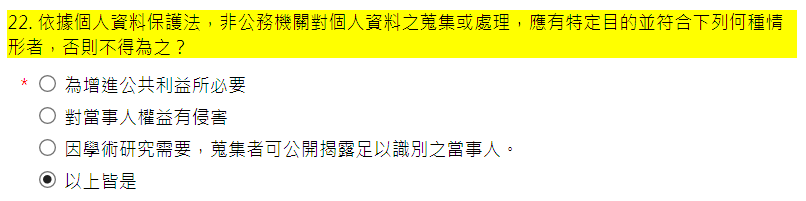 22. 依據個人資料保護法，非公務機關對個人資料之蒐集或處理，應有特定目的並符合下列何種情
形者，否則不得為之？
* 為增進公共利益所必要
對當事人權益有侵害
因學術研究需要，蒐集者可公開揭露足以識別之當事人。
以上皆是